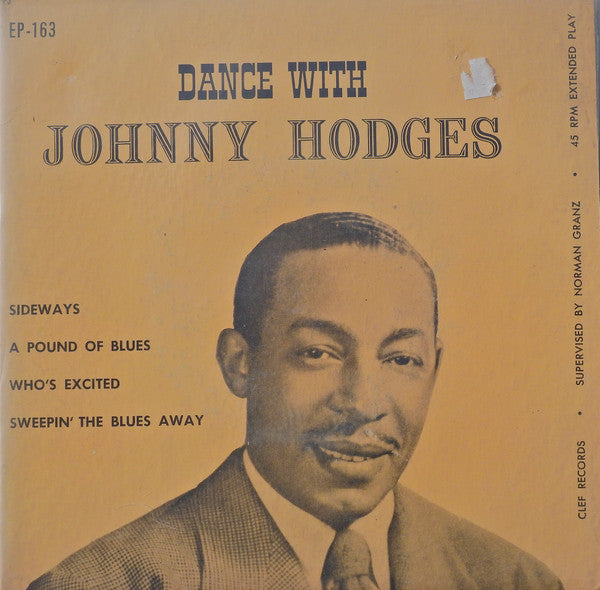 EP-163
DANCE WITH
JOHNNY HODGES
SIDEWAYS
A POUND OF BLUES
WHO'S EXCITED
SWEEPIN' THE BLUES AWAY
CLEF RECORDS • SUPERVISED BY NORMAN GRANZ • 45 RPM EXTENDED PLAY